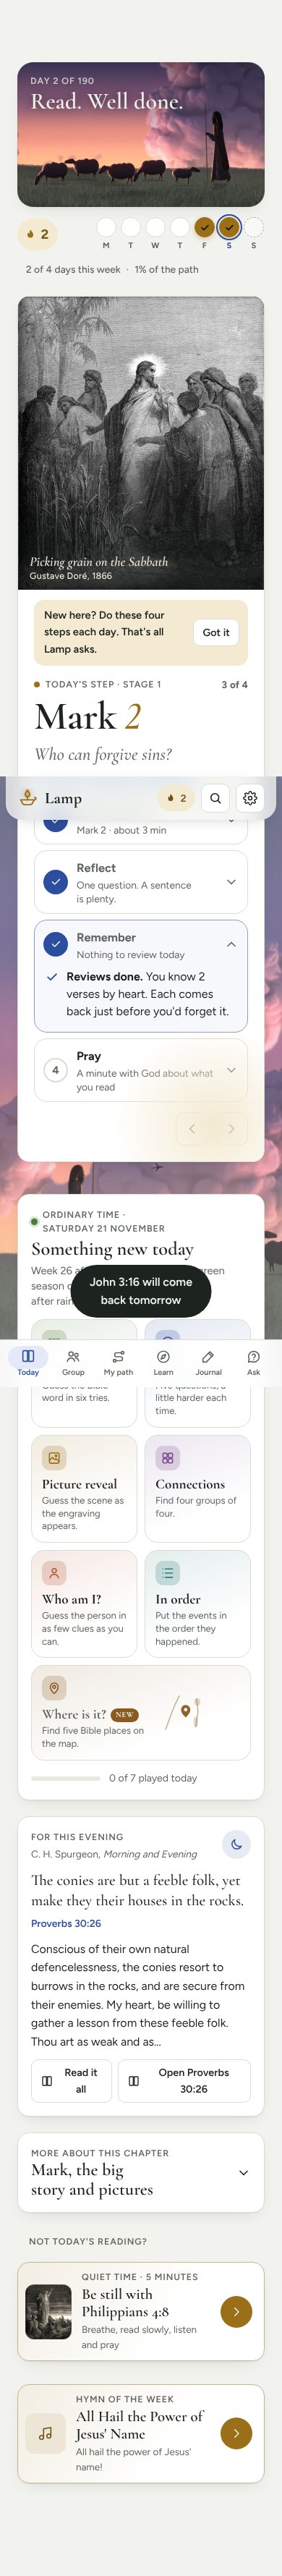 DAY 2 OF 190
Read. Well done.
2
M T W T F S S
2 of 4 days this week · 1% of the path
Picking grain on the Sabbath
Gustave Doré, 1866
New here? Do these four
steps each day. That's all
Lamp asks.
Got it
TODAY'S STEP · STAGE 1
3 of 4
Mark 2
Who can forgive sins?
Lamp
2
Mark 2 · about 3 min
Reflect
One question. A sentence
is plenty.
Remember
Nothing to review today
Reviews done. You know 2
verses by heart. Each comes
back just before you'd forget it.
4
Pray
A minute with God about what
you read
ORDINARY TIME ·
SATURDAY 21 NOVEMBER
Something new today
Week 26
green
season
after
John 3:16 will come
back tomorrow
Today
Group
My path
Learn
Journal
Ask
Guess the Bible
word in six tries.
Five questions, a
little harder each
time.
Picture reveal
Guess the scene as
the engraving
appears.
Connections
Find four groups of
four.
Who am I?
Guess the person in
as few clues as you
can.
In order
Put the events in
the order they
happened.
Where is it? NEW
Find five Bible places on
the map.
0 of 7 played today
FOR THIS EVENING
C. H. Spurgeon, Morning and Evening
The conies are but a feeble folk, yet
make they their houses in the rocks.
Proverbs 30:26
Conscious of their own natural
defencelessness, the conies resort to
burrows in the rocks, and are secure from
their enemies. My heart, be willing to
gather a lesson from these feeble folk.
Thou art as weak and as...
Read it
all
Open Proverbs
30:26
MORE ABOUT THIS CHAPTER
Mark, the big
story and pictures
NOT TODAY'S READING?
QUIET TIME · 5 MINUTES
Be still with
Philippians 4:8
Breathe, read slowly, listen
and pray
HYMN OF THE WEEK
All Hail the Power of
Jesus' Name
All hail the power of Jesus'
name!